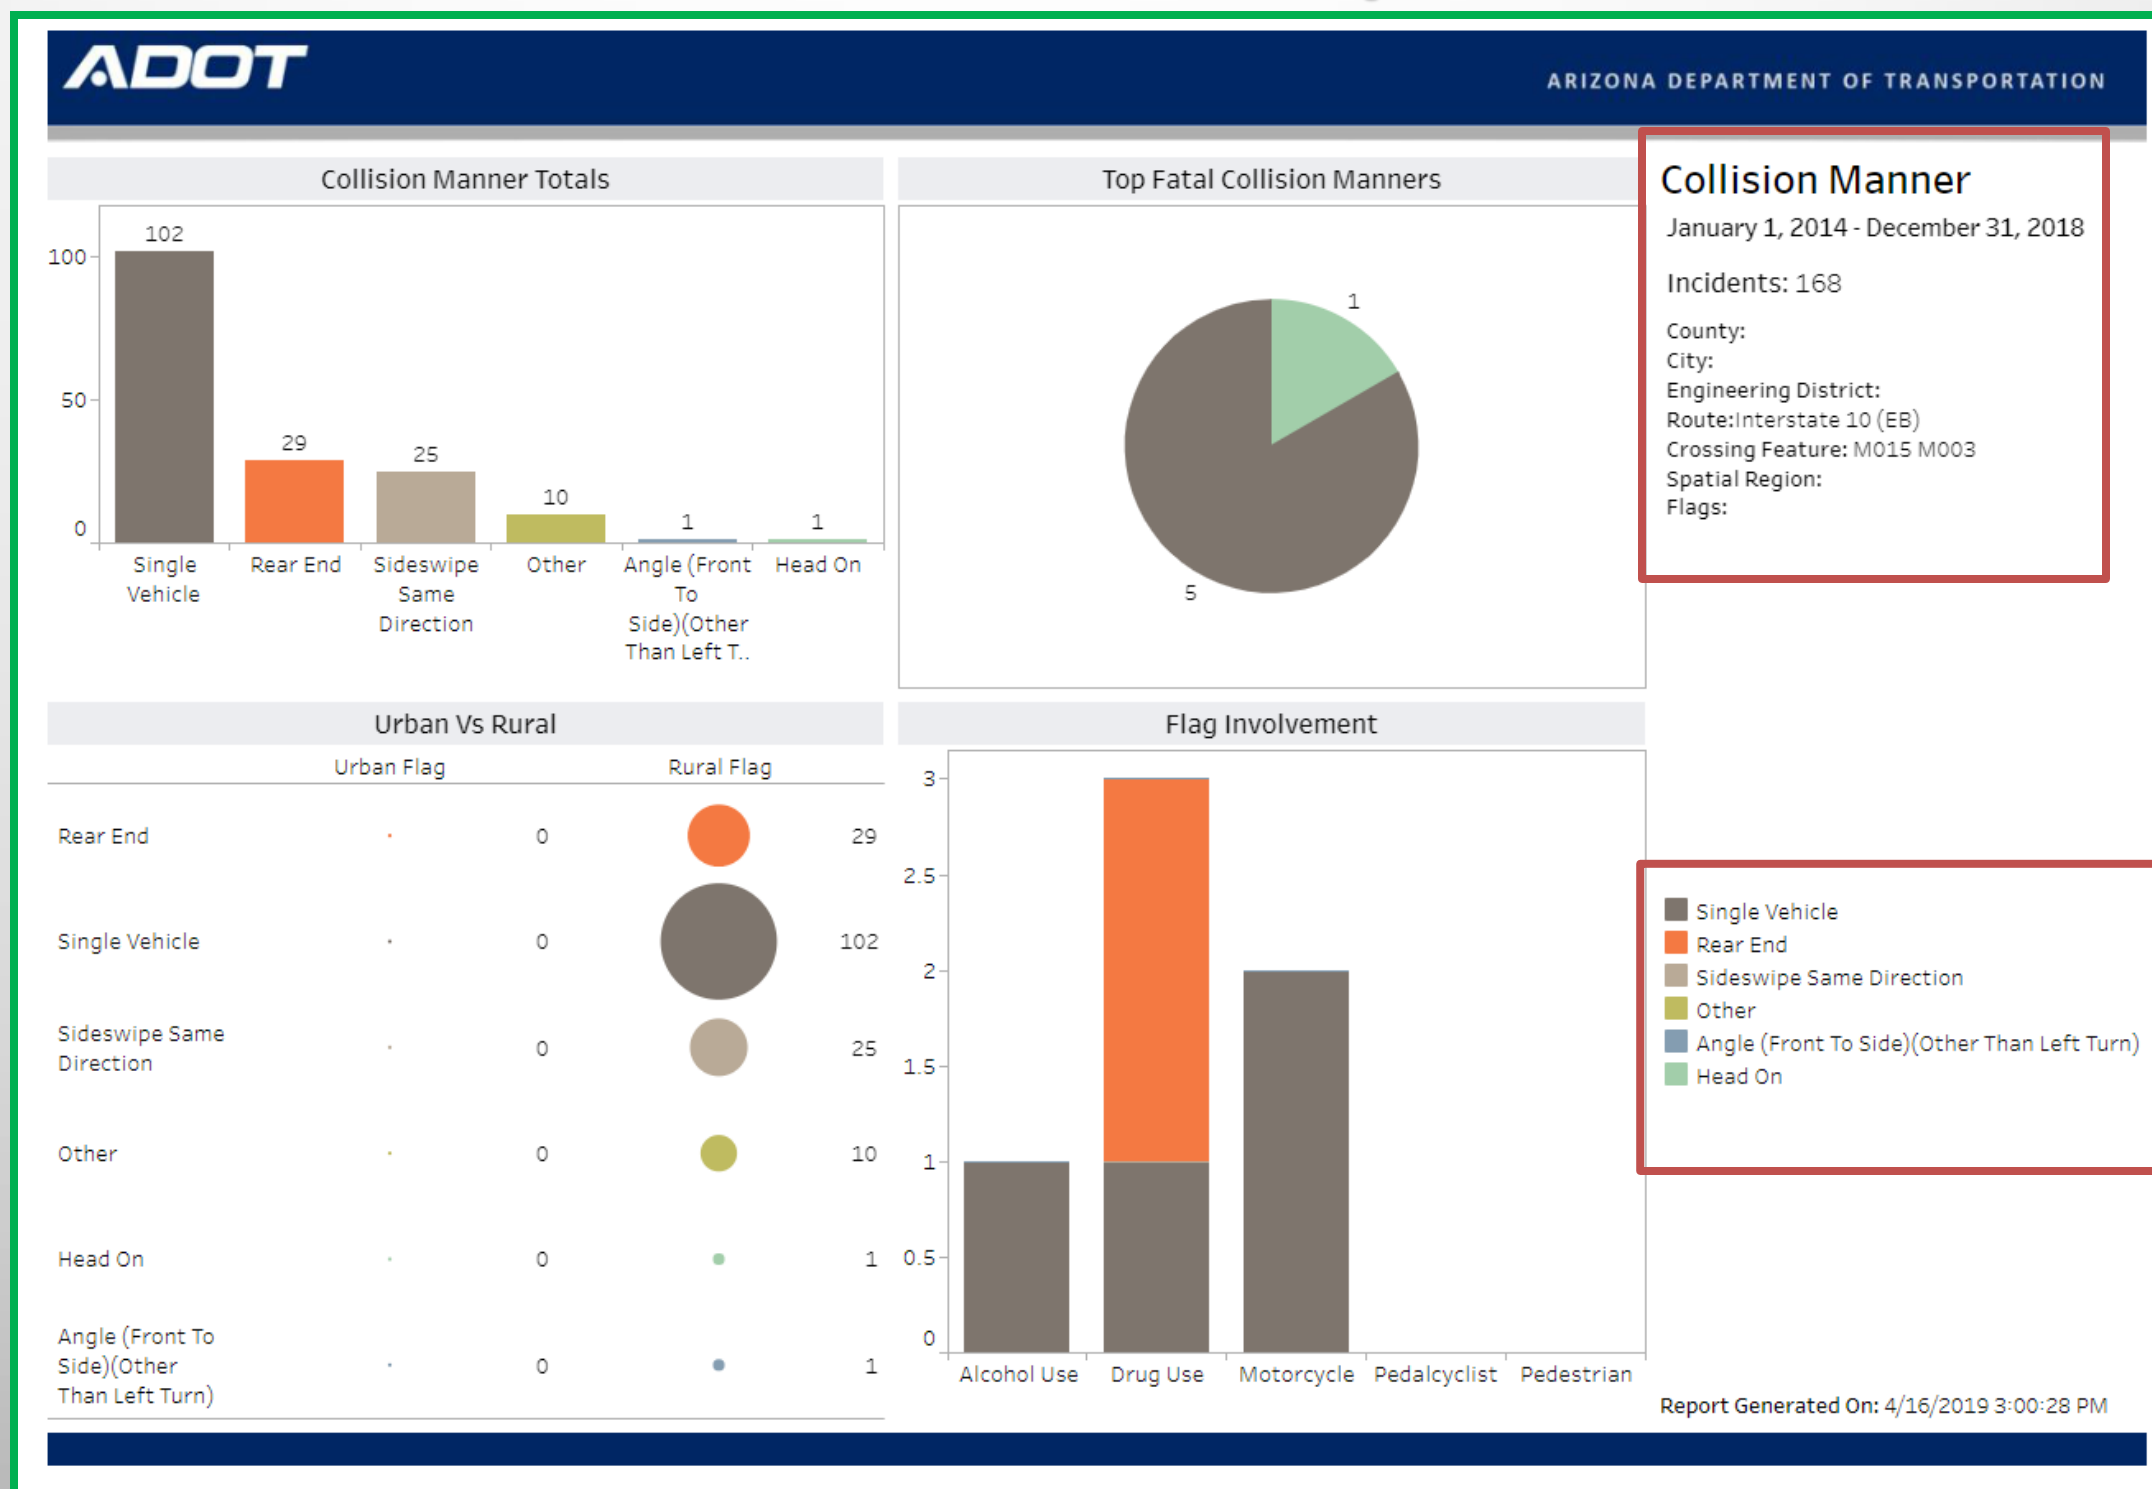 ADOT
ARIZONA DEPARTMENT OF TRANSPORTATION
Collision Manner Totals
102
100
50
0
29
25
10
1
1
Single
Vehicle
Rear End
Sideswipe
Same
Direction
Other
Angle (Front
To
Side)(Other
Than Left T..
Head On
Top Fatal Collision Manners
1
5
Collision Manner
January 1, 2014 - December 31, 2018
Incidents: 168
County:
City:
Engineering District:
Route:Interstate 10 (EB)
Crossing Feature: M015 M003
Spatial Region:
Flags:
Urban Vs Rural
Urban Flag Rural Flag
Rear End 0 29
Single Vehicle 0 102
Sideswipe Same
Direction 0 25
Other 0 10
Head On 0 1
Angle (Front To
Side)(Other 0 1
Than Left Turn)
Flag Involvement
3
2.5
2
1.5
1
0.5
0
Alcohol Use Drug Use Motorcycle Pedalcyclist Pedestrian
Single Vehicle
Rear End
Sideswipe Same Direction
Other
Angle (Front To Side)(Other Than Left Turn)
Head On
Report Generated On: 4/16/2019 3:00:28 PM